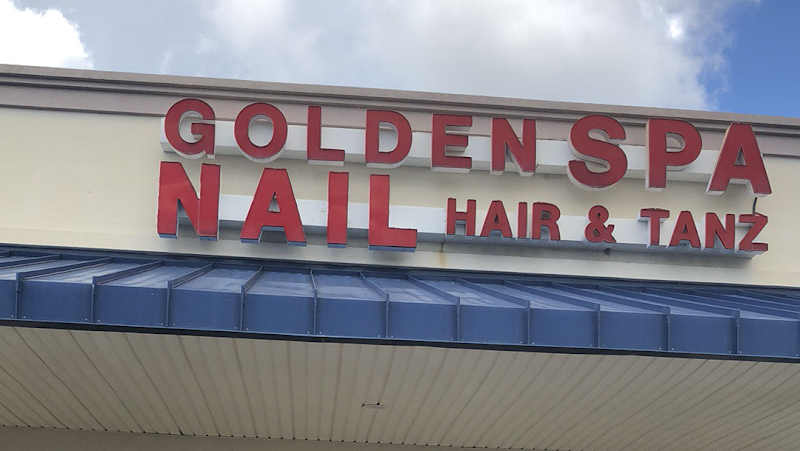 GOLDEN SPA
NAIL HAIR & TANZ